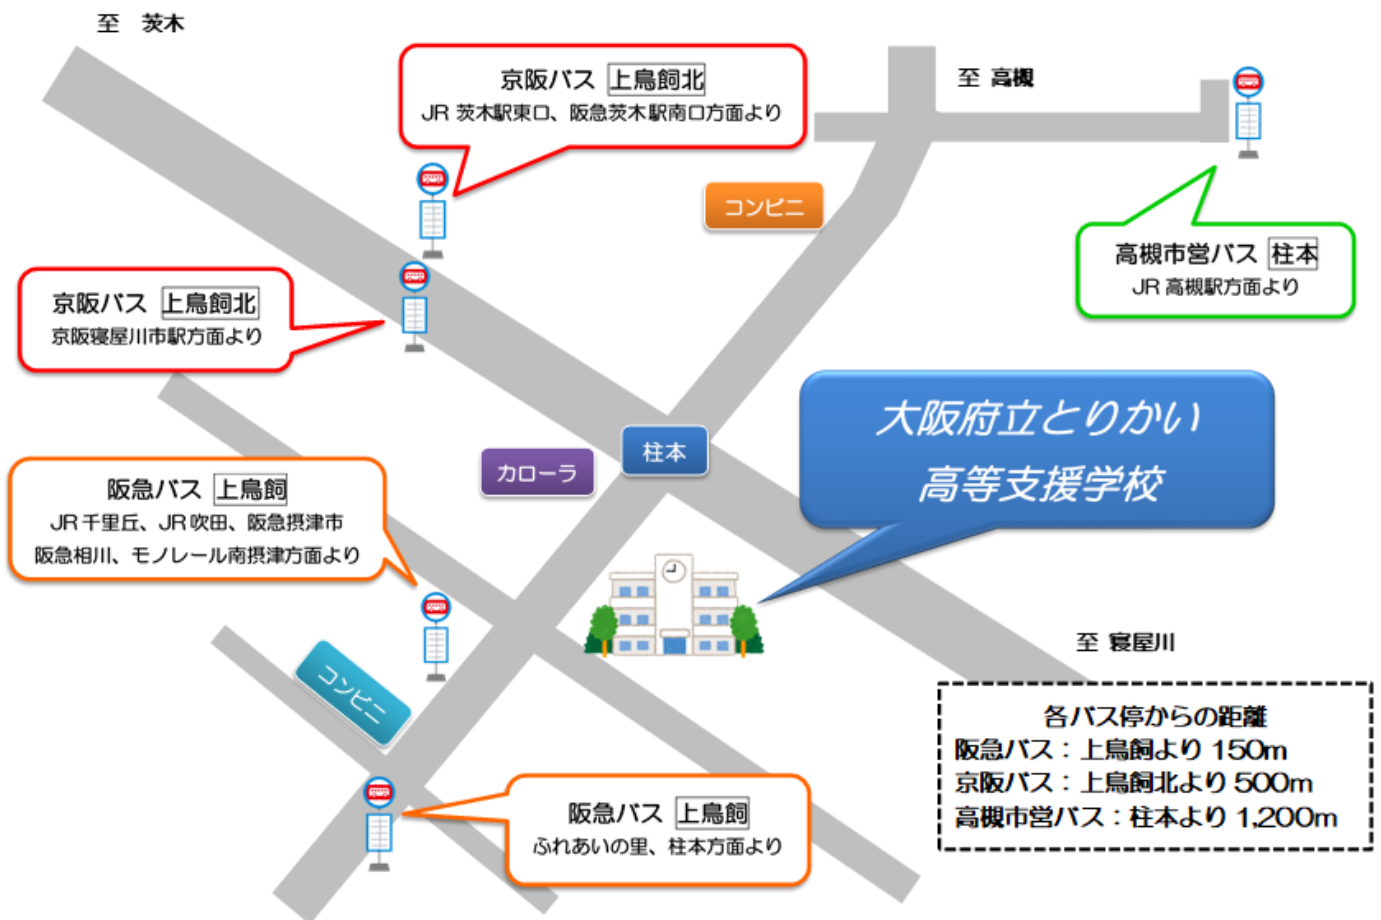 至 茨木
京阪バス 上鳥飼北
JR 茨木駅東口、阪急茨木駅南口方面より
至 高槻
コンビニ
高槻市営バス 柱本
JR 高槻駅方面より
京阪バス 上鳥飼北
京阪寝屋川市駅方面より
大阪府立とりかい
高等支援学校
柱本
カローラ
阪急バス 上鳥飼
JR 千里丘、JR 吹田、阪急摂津市
阪急相川、モノレール南摂津方面より
至 寝屋川
コンビニ
各バス停からの距離
阪急バス：上鳥飼より 150m
京阪バス：上鳥飼北より 500m
高槻市営バス：柱本より 1,200m
阪急バス 上鳥飼
ふれあいの里、柱本方面より